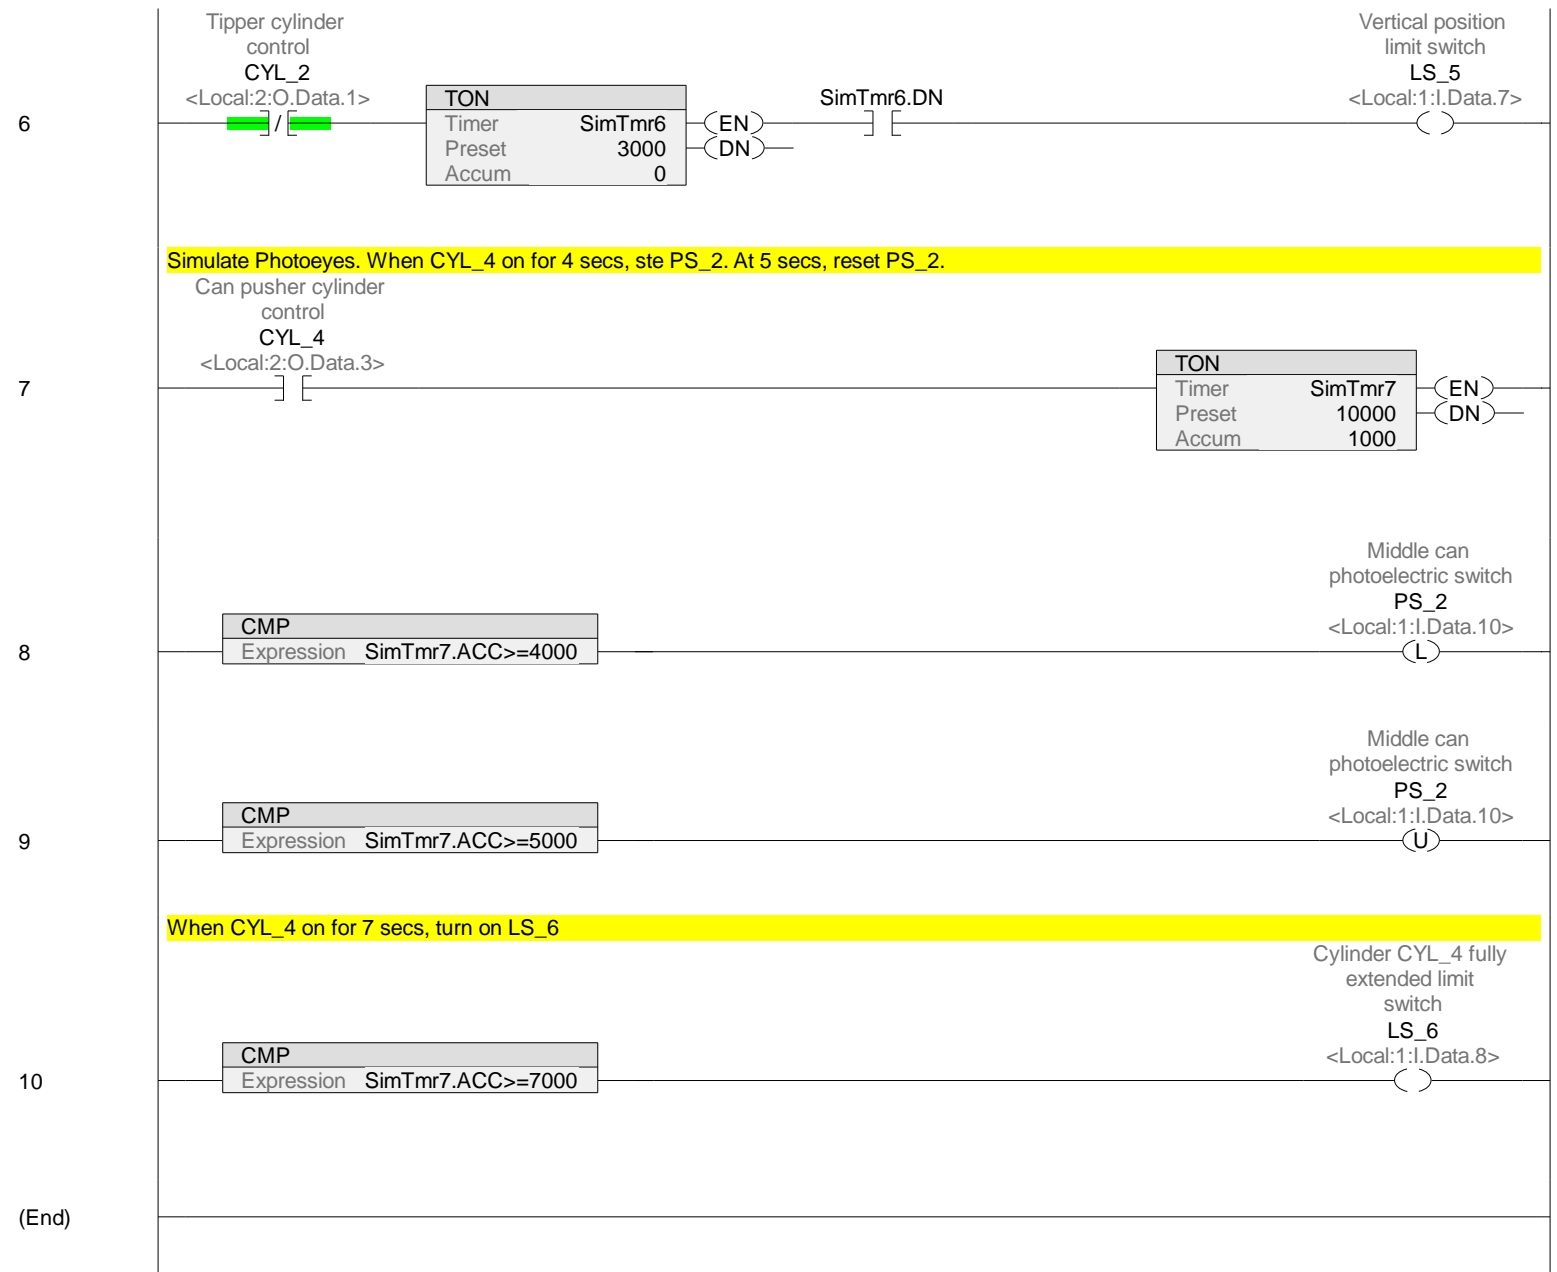 Tipper cylinder
control
CYL_2
<Local:2:O.Data.1>
/
TON
Timer SimTmr6
Preset 3000
Accum 0
EN
DN
SimTmr6.DN
Vertical position
limit switch
LS_5
<Local:1:I.Data.7>
6
Simulate Photoeyes. When CYL_4 on for 4 secs, ste PS_2. At 5 secs, reset PS_2.
Can pusher cylinder
control
CYL_4
<Local:2:O.Data.3>
7
TON
Timer SimTmr7
Preset 10000
Accum 1000
EN
DN
8
CMP
Expression SimTmr7.ACC>=4000
Middle can
photoelectric switch
PS_2
<Local:1:I.Data.10>
L
9
CMP
Expression SimTmr7.ACC>=5000
Middle can
photoelectric switch
PS_2
<Local:1:I.Data.10>
U
When CYL_4 on for 7 secs, turn on LS_6
10
CMP
Expression SimTmr7.ACC>=7000
Cylinder CYL_4 fully
extended limit
switch
LS_6
<Local:1:I.Data.8>
(End)